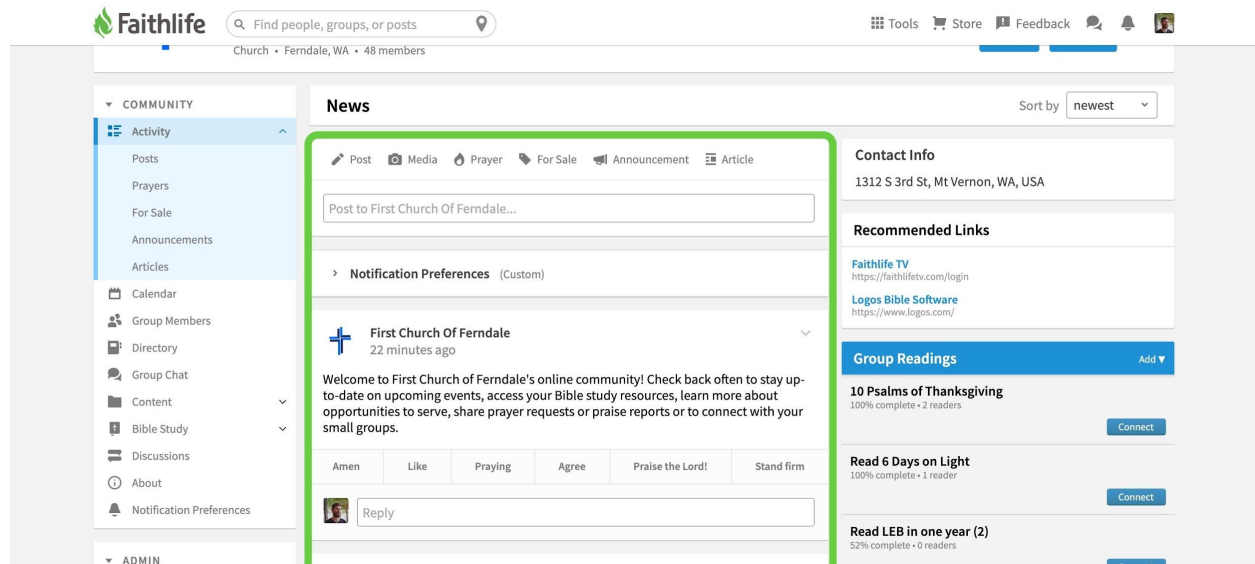 Faithlife
Find people, groups, or posts
Tools
Store
Feedback
Church • Ferndale, WA • 48 members
COMMUNITY
Activity
Posts
Prayers
For Sale
Announcements
Articles
Calendar
Group Members
Directory
Group Chat
Content
Bible Study
Discussions
About
Notification Preferences
ADMIN
News
Sort by newest
Post
Media
Prayer
For Sale
Announcement
Article
Post to First Church Of Ferndale...
Notification Preferences (Custom)
First Church Of Ferndale
22 minutes ago
Welcome to First Church of Ferndale's online community! Check back often to stay up-
to-date on upcoming events, access your Bible study resources, learn more about
opportunities to serve, share prayer requests or praise reports or to connect with your
small groups.
Amen
Like
Praying
Agree
Praise the Lord!
Stand firm
Reply
Contact Info
1312 S 3rd St, Mt Vernon, WA, USA
Recommended Links
Faithlife TV
https://faithlifetv.com/login
Logos Bible Software
https://www.logos.com/
Group Readings
Add ▼
10 Psalms of Thanksgiving
100% complete • 2 readers
Connect
Read 6 Days on Light
100% complete • 1 reader
Connect
Read LEB in one year (2)
52% complete • 0 readers